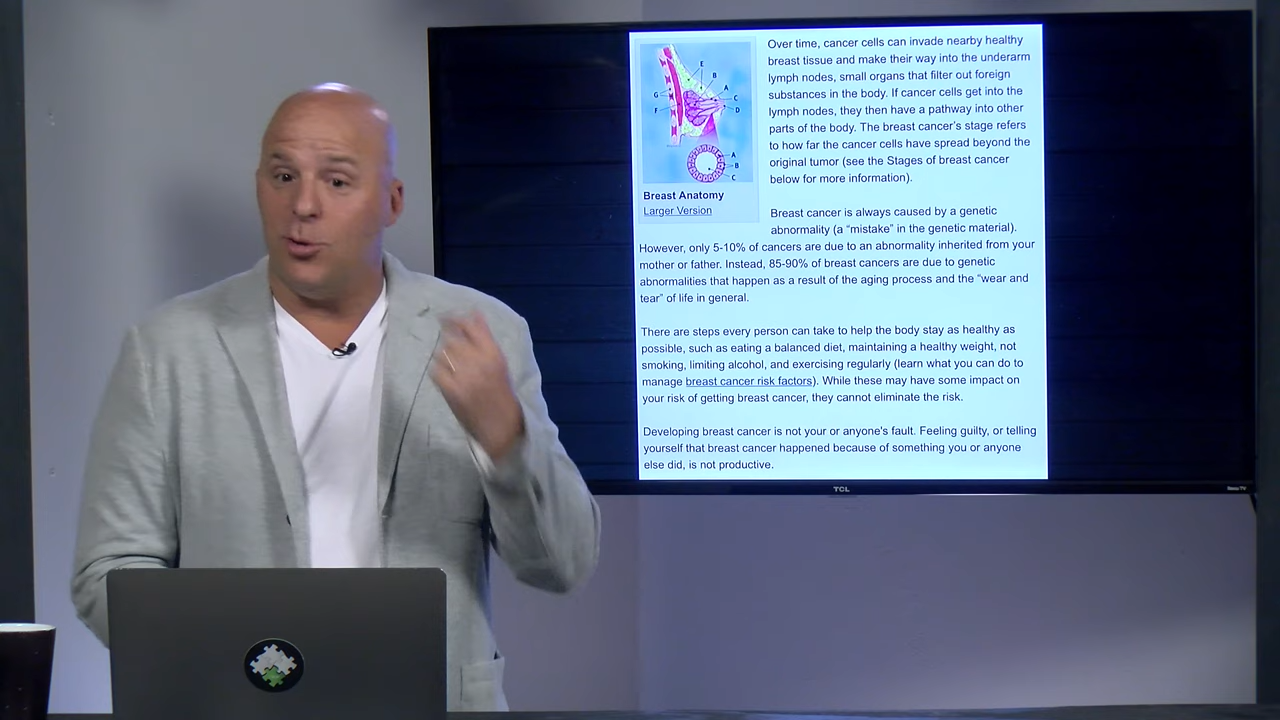 Over time, cancer cells can invade nearby healthy
breast tissue and make their way into the underarm
lymph nodes, small organs that filter out foreign
substances in the body. If cancer cells get into the
lymph nodes, they then have a pathway into other
parts of the body. The breast cancer's stage refers
to how far the cancer cells have spread beyond the
original tumor (see the Stages of breast cancer
below for more information).
E
B
A
G
C
F
D
A
B
C
Breast Anatomy
Larger Version
Breast cancer is always caused by a genetic
abnormality (a “mistake” in the genetic material).
However, only 5-10% of cancers are due to an abnormality inherited from your
mother or father. Instead, 85-90% of breast cancers are due to genetic
abnormalities that happen as a result of the aging process and the “wear and
tear” of life in general.
There are steps every person can take to help the body stay as healthy as
possible, such as eating a balanced diet, maintaining a healthy weight, not
smoking, limiting alcohol, and exercising regularly (learn what you can do to
manage breast cancer risk factors). While these may have some impact on
your risk of getting breast cancer, they cannot eliminate the risk.
Developing breast cancer is not your or anyone's fault. Feeling guilty, or telling
yourself that breast cancer happened because of something you or anyone
else did, is not productive.
TCL
Roku TV